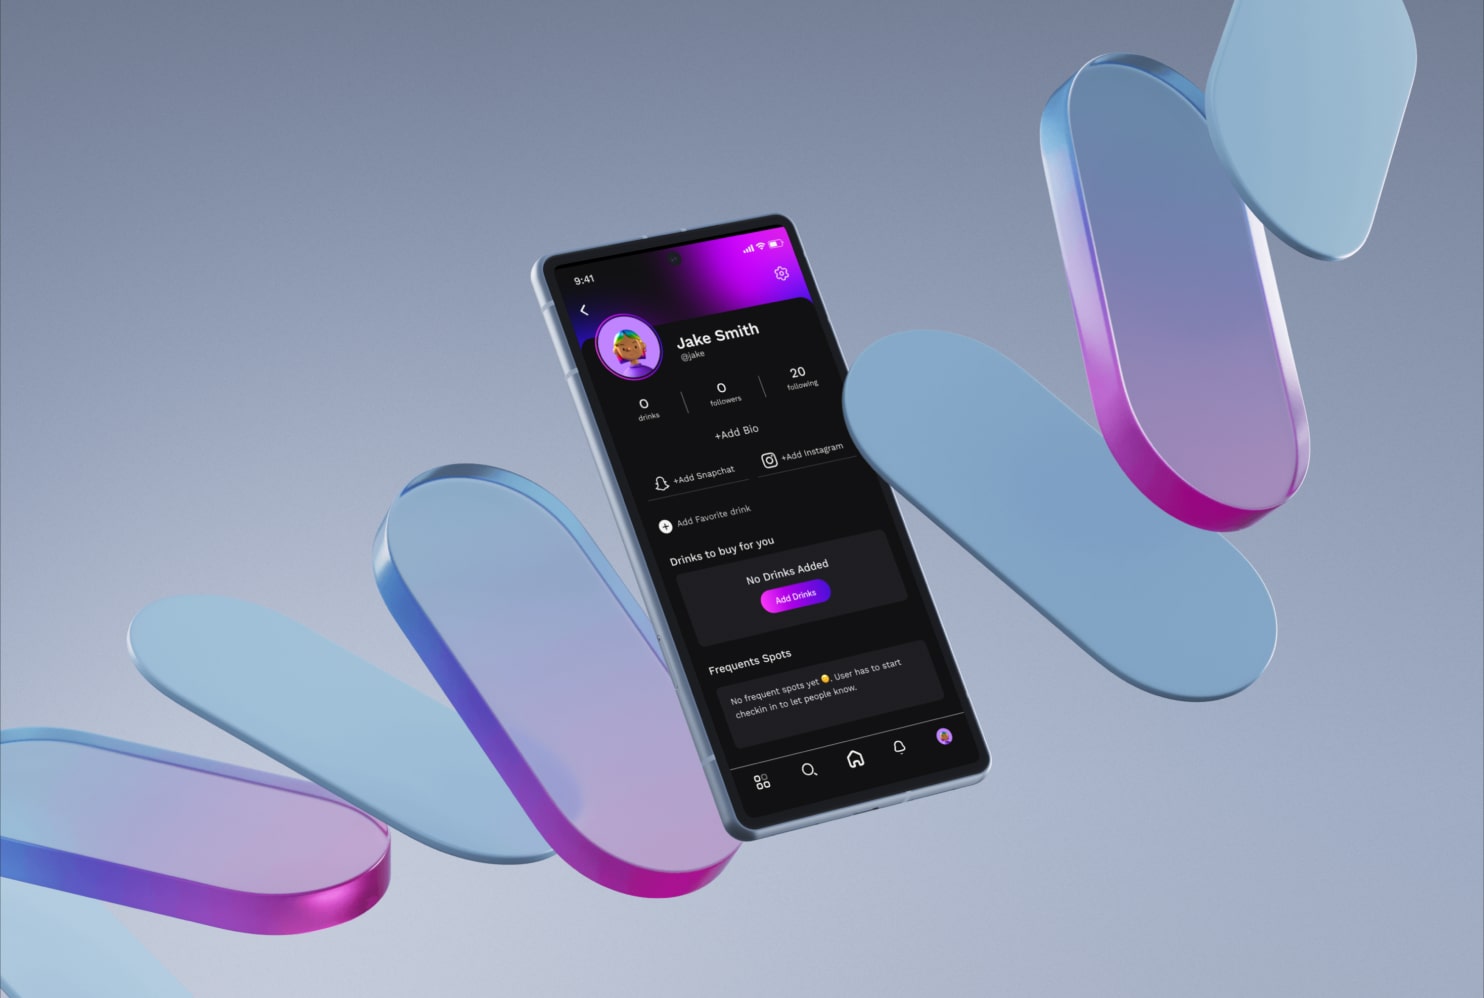 9:41
Jake Smith
@jake
0
drinks
0
followers
20
following
+Add Bio
+Add Snapchat
+Add Instagram
Add Favorite drink
Drinks to buy for you
No Drinks Added
Add Drinks
Frequents Spots
No frequent spots yet 😔. User has to start
checkin in to let people know.